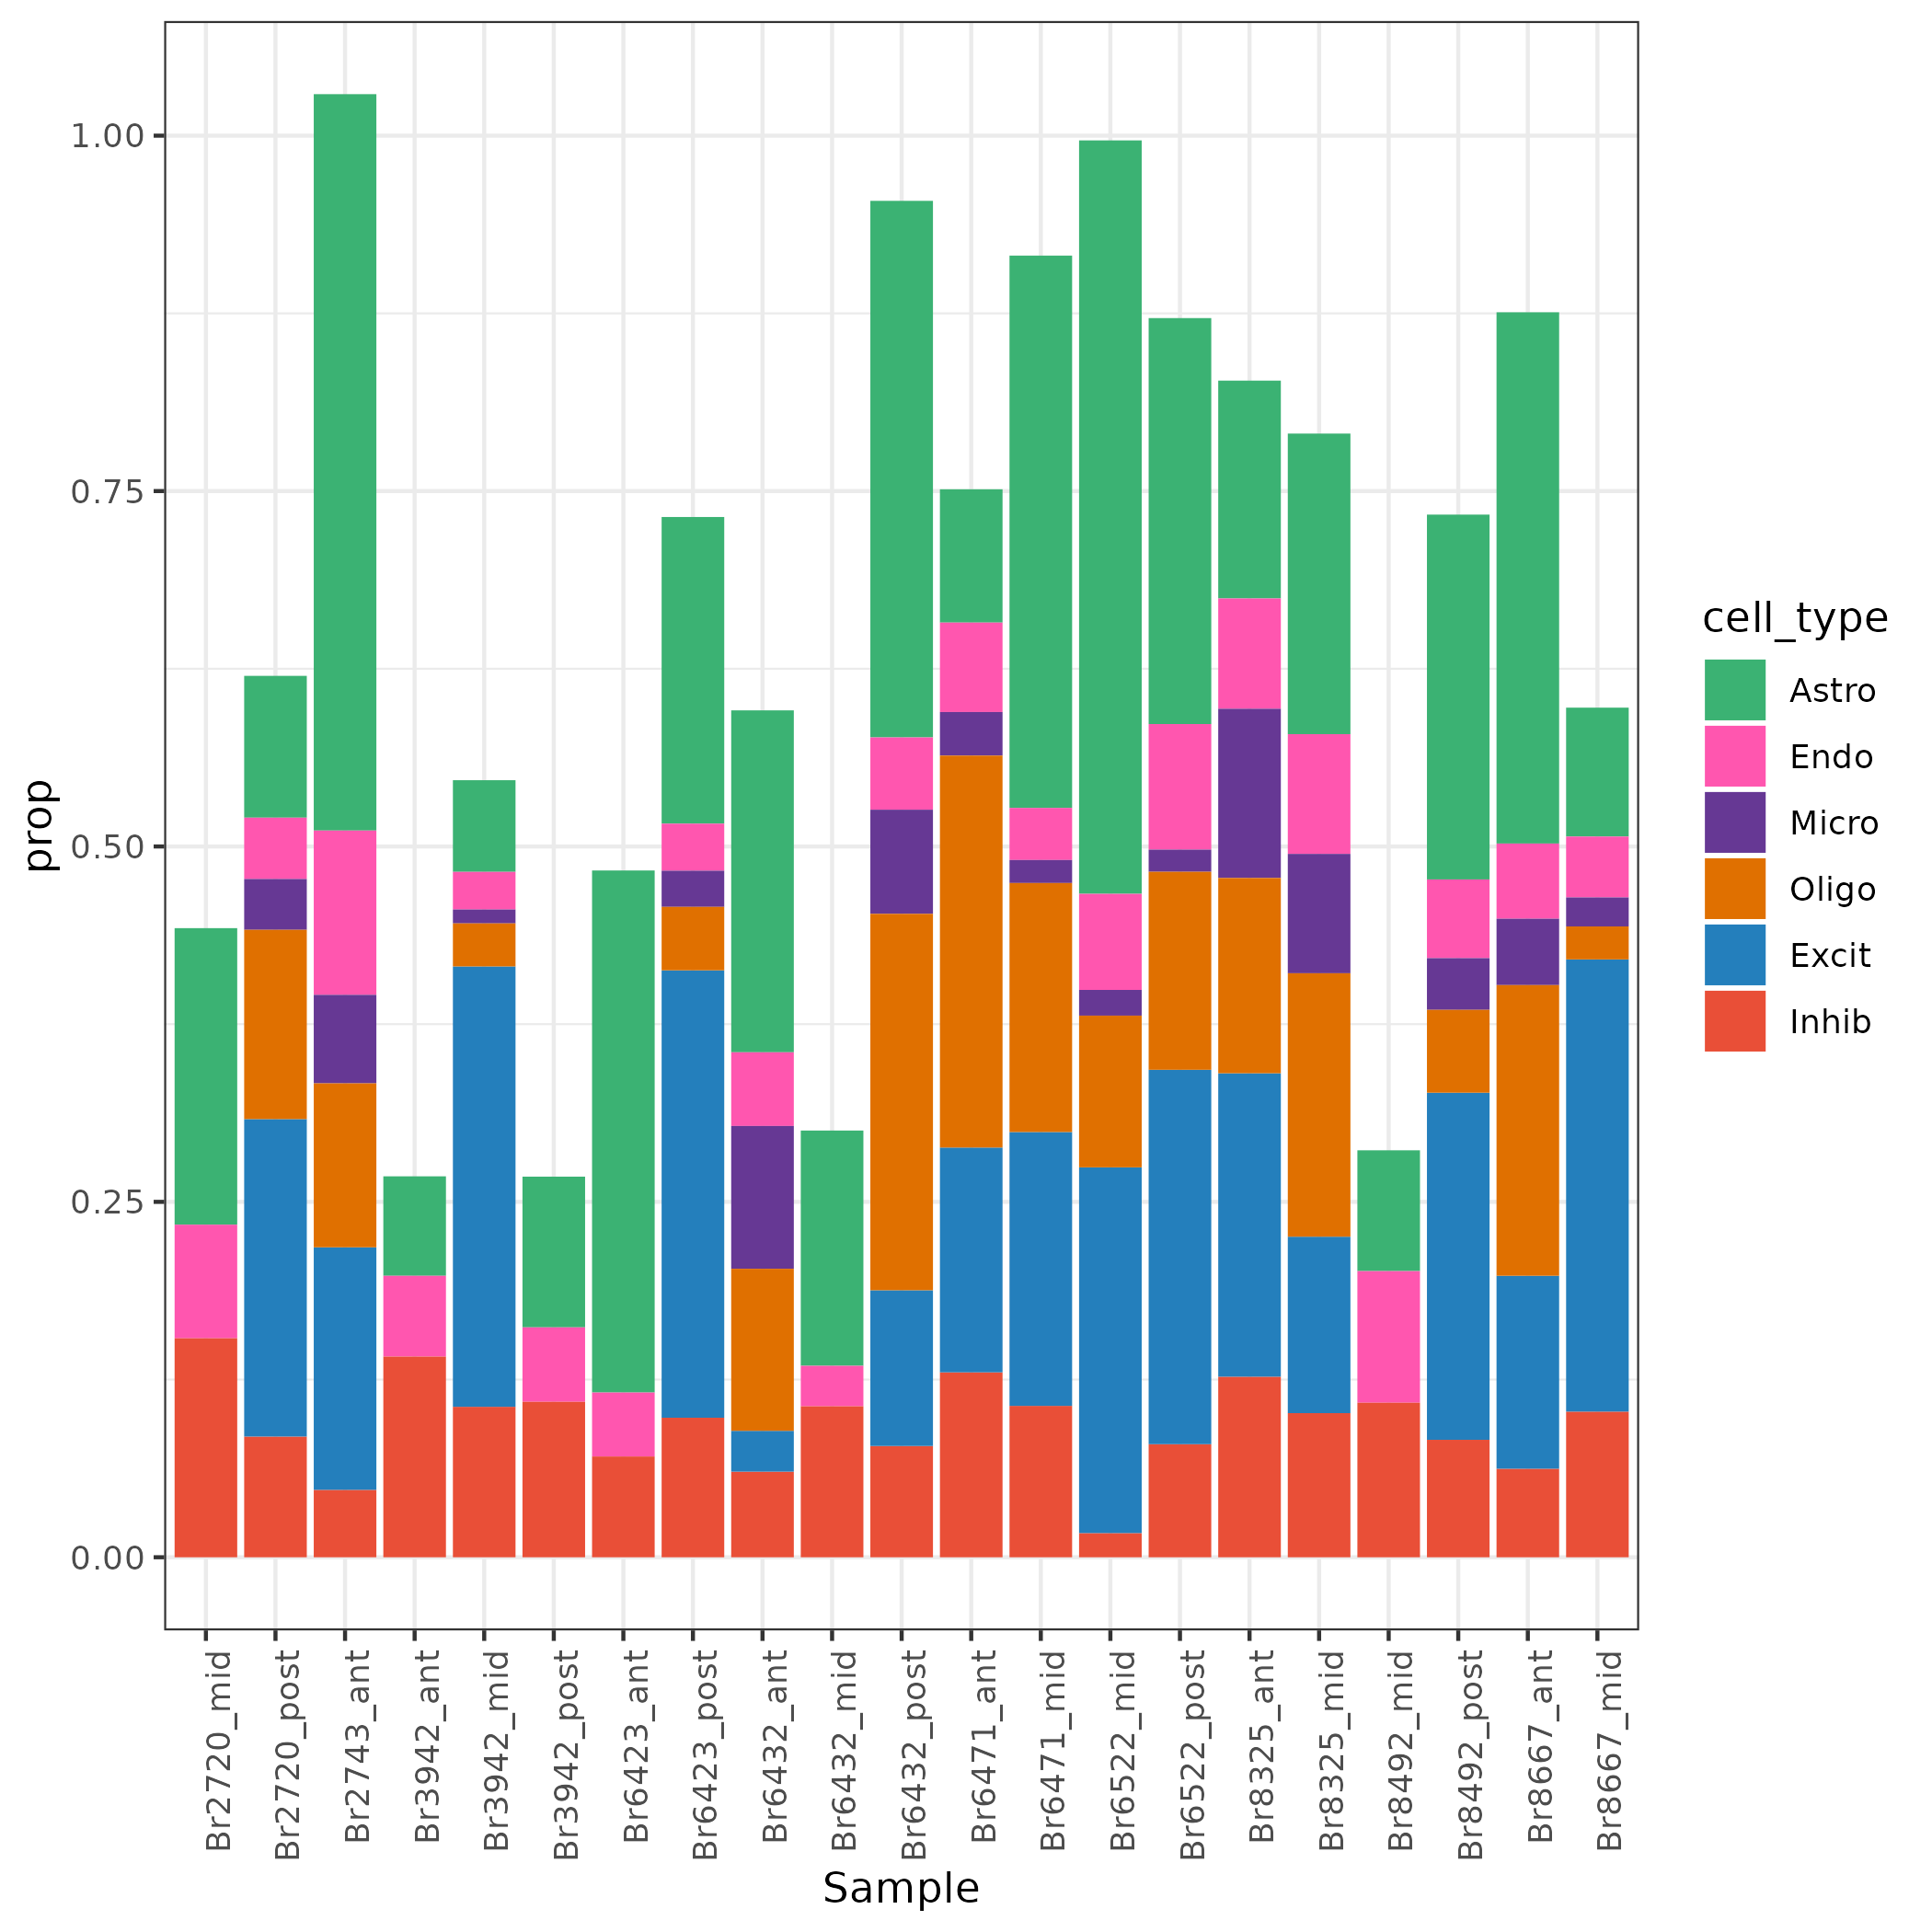 1.00
0.75
0.50
0.25
0.00
prop
Br2720_mid
Br2720_post
Br2743_ant
Br3942_ant
Br3942_mid
Br3942_post
Br6423_ant
Br6423_post
Br6432_ant
Br6432_mid
Br6432_post
Br6471_ant
Br6471_mid
Br6522_mid
Br6522_post
Br8325_ant
Br8325_mid
Br8492_mid
Br8492_post
Br8667_ant
Br8667_mid
Sample
cell_type
Astro
Endo
Micro
Oligo
Excit
Inhib